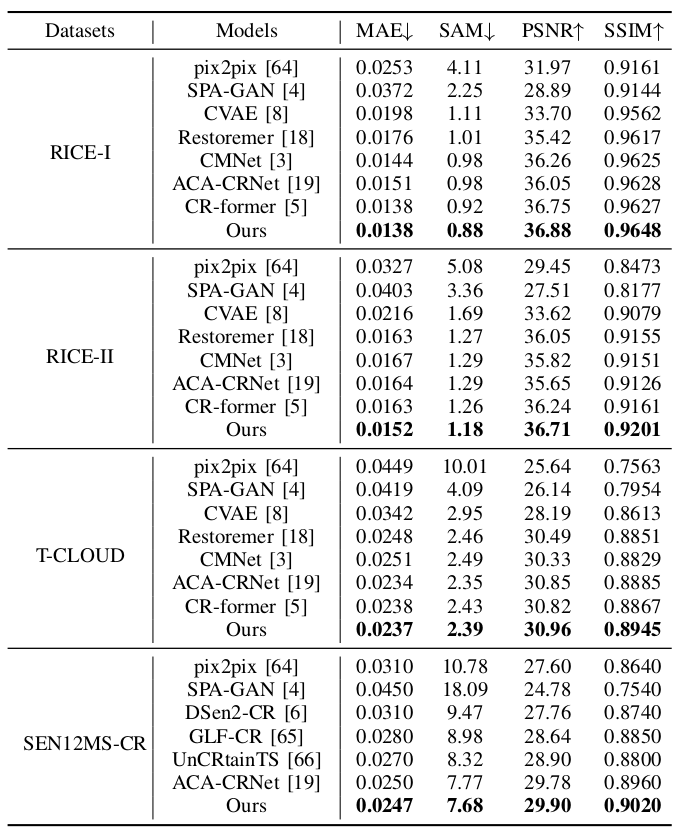 Datasets Models MAE↓ SAM↓ PSNR↑ SSIM↑
pix2pix [64] 0.0253 4.11 31.97 0.9161
SPA-GAN [4] 0.0372 2.25 28.89 0.9144
CVAE [8] 0.0198 1.11 33.70 0.9562
Restoremer [18] 0.0176 1.01 35.42 0.9617
RICE-I
CMNet [3] 0.0144 0.98 36.26 0.9625
ACA-CRNet [19] 0.0151 0.98 36.05 0.9628
CR-former [5] 0.0138 0.92 36.75 0.9627
Ours 0.0138 0.88 36.88 0.9648
pix2pix [64] 0.0327 5.08 29.45 0.8473
SPA-GAN [4] 0.0403 3.36 27.51 0.8177
CVAE [8] 0.0216 1.69 33.62 0.9079
Restoremer [18] 0.0163 1.27 36.05 0.9155
RICE-II
CMNet [3] 0.0167 1.29 35.82 0.9151
ACA-CRNet [19] 0.0164 1.29 35.65 0.9126
CR-former [5] 0.0163 1.26 36.24 0.9161
Ours 0.0152 1.18 36.71 0.9201
pix2pix [64] 0.0449 10.01 25.64 0.7563
SPA-GAN [4] 0.0419 4.09 26.14 0.7954
CVAE [8] 0.0342 2.95 28.19 0.8613
Restoremer [18] 0.0248 2.46 30.49 0.8851
T-CLOUD
CMNet [3] 0.0251 2.49 30.33 0.8829
ACA-CRNet [19] 0.0234 2.35 30.85 0.8885
CR-former [5] 0.0238 2.43 30.82 0.8867
Ours 0.0237 2.39 30.96 0.8945
pix2pix [64] 0.0310 10.78 27.60 0.8640
SPA-GAN [4] 0.0450 18.09 24.78 0.7540
DSen2-CR [6] 0.0310 9.47 27.76 0.8740
SEN12MS-CR GLF-CR [65] 0.0280 8.98 28.64 0.8850
UnCRtainTS [66] 0.0270 8.32 28.90 0.8800
ACA-CRNet [19] 0.0250 7.77 29.78 0.8960
Ours 0.0247 7.68 29.90 0.9020